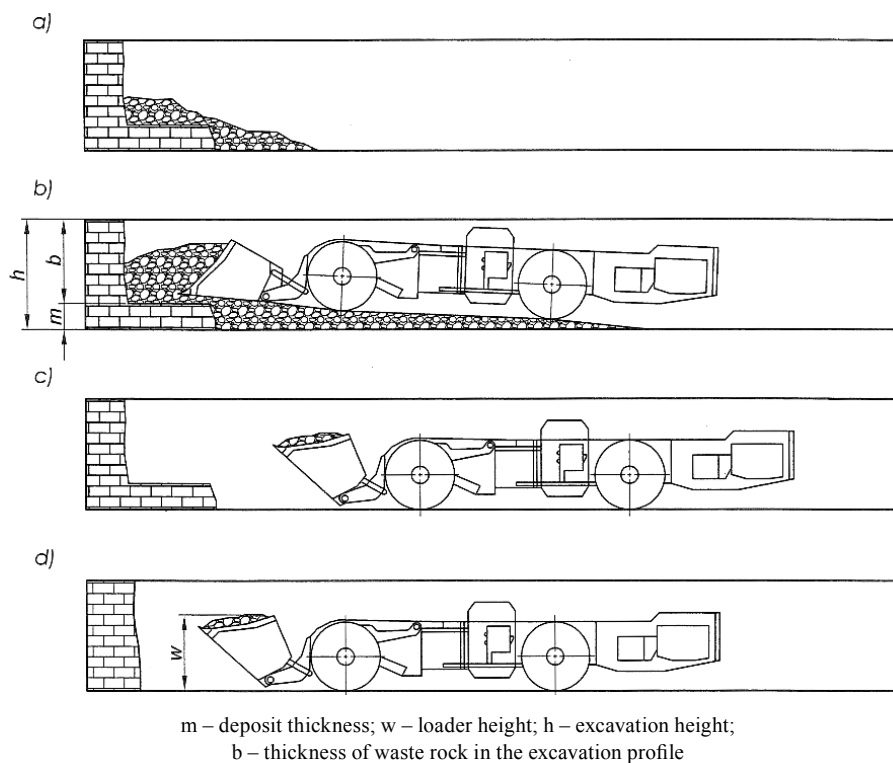 a)
b)
h
b
m
c)
d)
w
m – deposit thickness; w – loader height; h – excavation height;
b – thickness of waste rock in the excavation profile